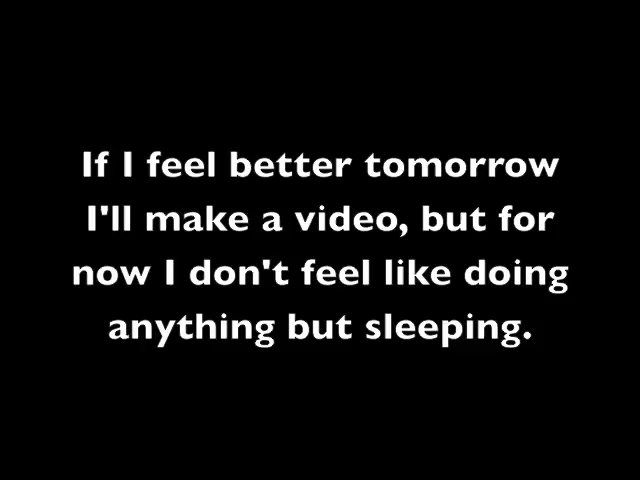 If I feel better tomorrow
I'll make a video, but for
now I don't feel like doing
anything but sleeping.